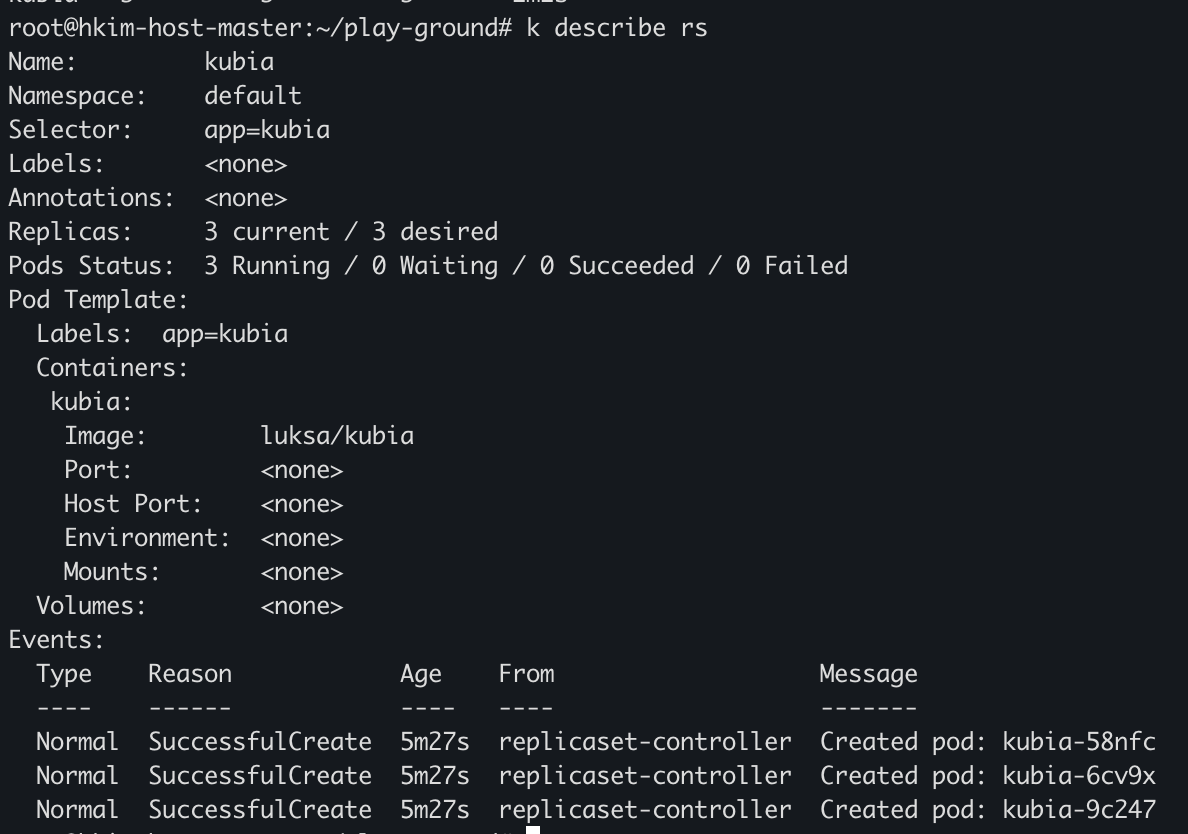 root@hkim-host-master:~/play-ground# k describe rs
Name:         kubia
Namespace:    default
Selector:     app=kubia
Labels:       <none>
Annotations:  <none>
Replicas:     3 current / 3 desired
Pods Status:  3 Running / 0 Waiting / 0 Succeeded / 0 Failed
Pod Template:
  Labels:  app=kubia
  Containers:
   kubia:
    Image:        luksa/kubia
    Port:         <none>
    Host Port:    <none>
    Environment:  <none>
    Mounts:       <none>
  Volumes:        <none>
Events:
  Type    Reason            Age    From                   Message
  ----    ------            ----   ----                   -------
  Normal  SuccessfulCreate  5m27s  replicaset-controller  Created pod: kubia-58nfc
  Normal  SuccessfulCreate  5m27s  replicaset-controller  Created pod: kubia-6cv9x
  Normal  SuccessfulCreate  5m27s  replicaset-controller  Created pod: kubia-9c247